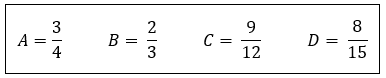 A = 3/4 B = 2/3 C = 9/12 D = 8/15